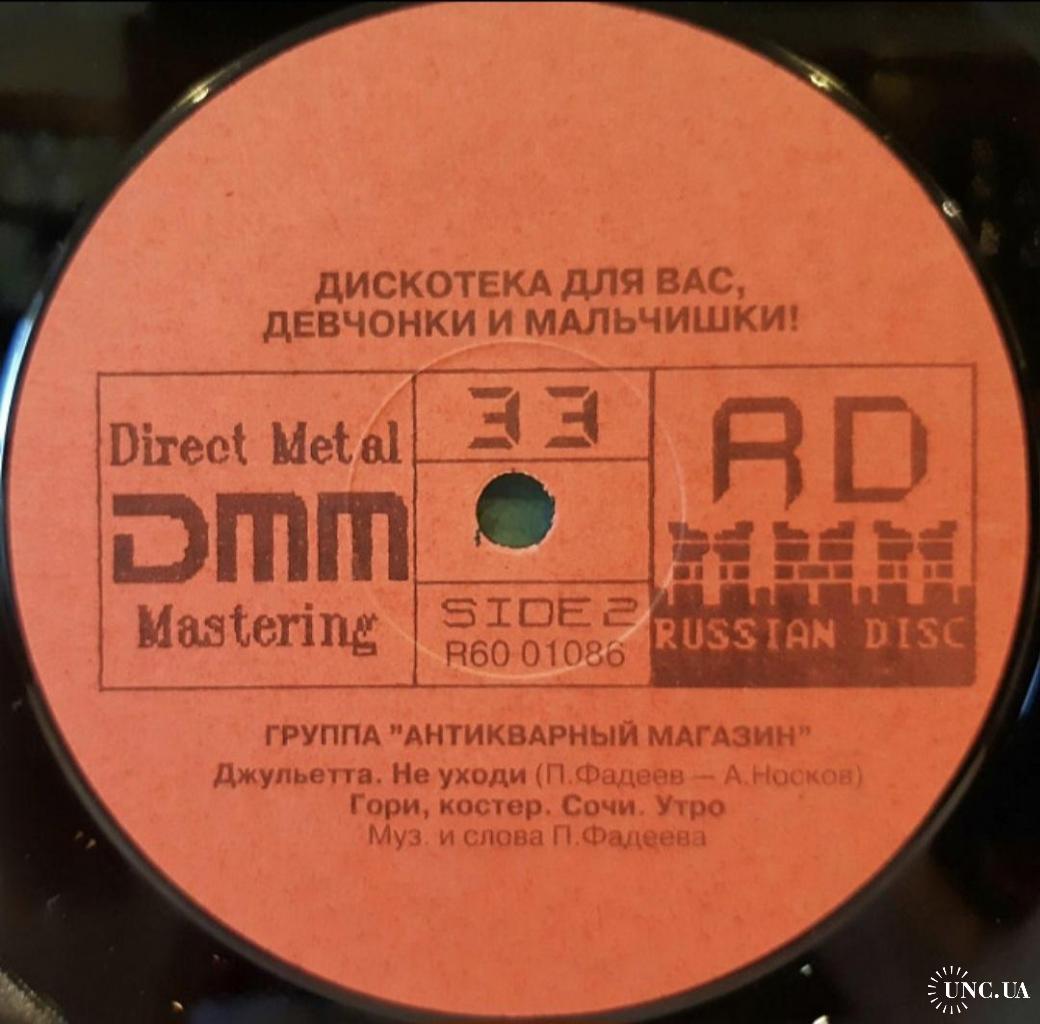 ДИСКОТЕКА ДЛЯ ВАС,
ДЕВЧОНКИ И МАЛЬЧИШКИ!
Direct Metal
DMM
Mastering
33
SIDE 2
R60 01086
RD
RUSSIAN DISC
ГРУППА "АНТИКВАРНЫЙ МАГАЗИН"
Джульетта. Не уходи (П.Фадеев — А.Носков)
Гори, костер. Сочи. Утро
Муз. и слова П.Фадеева
UNC.UA